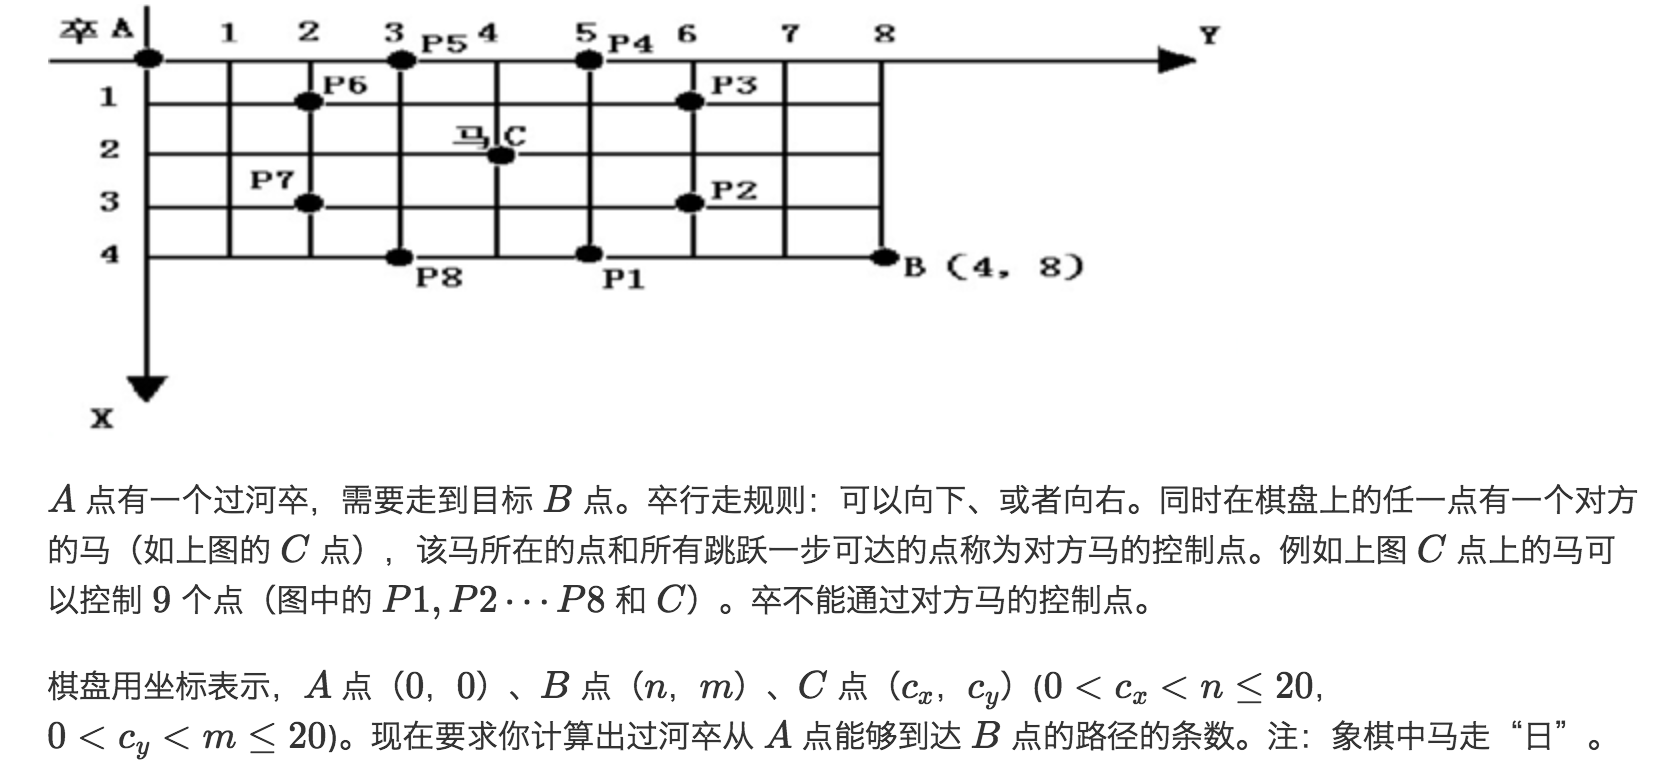 卒 A 1 2 3 P5 4 5 P4 6 7 8 Y
1 P6 P3
2 马 C
P7 P2
3
4 B (4, 8)
P8 P1
X
A 点有一个过河卒，需要走到目标 B 点。卒行走规则：可以向下、或者向右。同时在棋盘上的任一点有一个对方
的马（如上图的 C 点），该马所在的点和所有跳跃一步可达的点称为对方马的控制点。例如上图 C 点上的马可
以控制 9 个点（图中的 P1, P2 ⋯ P8 和 C）。卒不能通过对方马的控制点。
棋盘用坐标表示，A 点（0，0）、B 点（n，m）、C 点（cₓ，c_y）(0 < cₓ < n ≤ 20,
0 < c_y < m ≤ 20)。现在要求你计算出过河卒从 A 点能够到达 B 点的路径的条数。注：象棋中马走“日”。